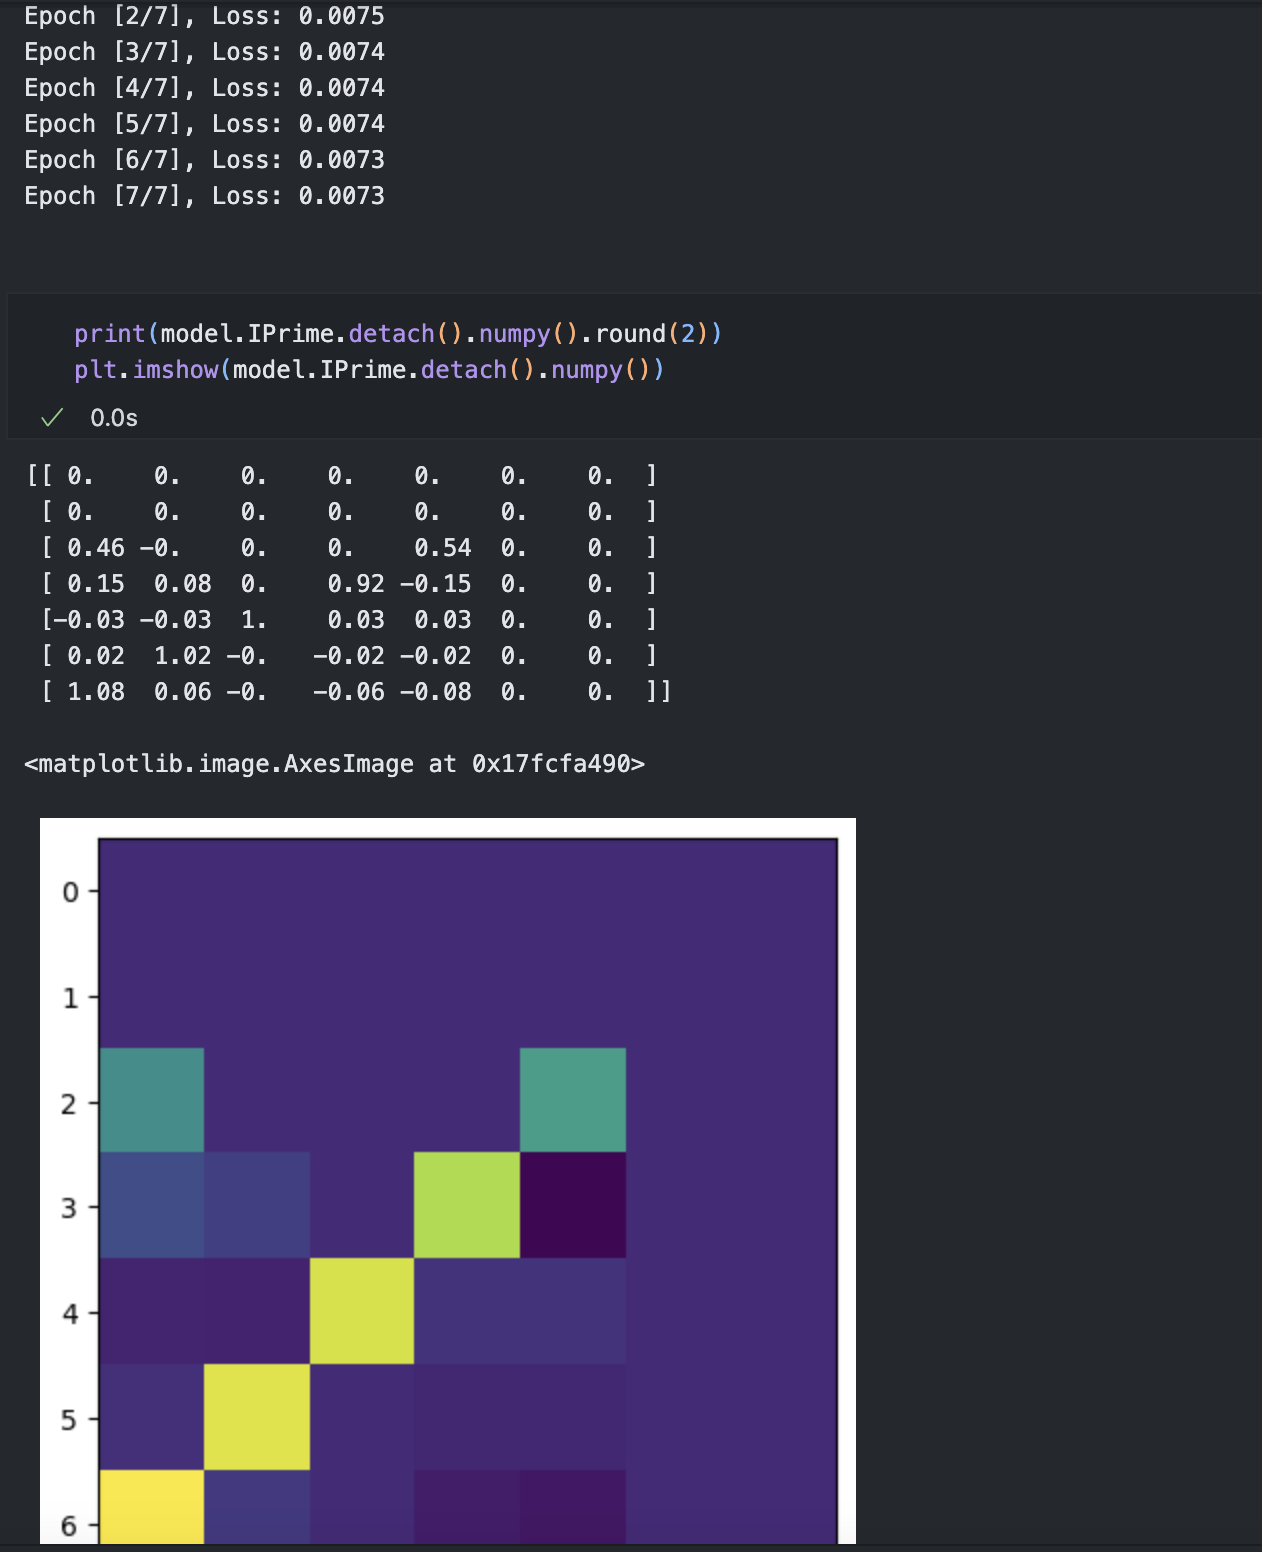 Epoch [2/7], Loss: 0.0075
Epoch [3/7], Loss: 0.0074
Epoch [4/7], Loss: 0.0074
Epoch [5/7], Loss: 0.0074
Epoch [6/7], Loss: 0.0073
Epoch [7/7], Loss: 0.0073
print(model.IPrime.detach().numpy().round(2))
plt.imshow(model.IPrime.detach().numpy())
✓ 0.0s
[[ 0.    0.    0.    0.    0.    0.    0.  ]
 [ 0.    0.    0.    0.    0.    0.    0.  ]
 [ 0.46 -0.    0.    0.    0.54  0.    0.  ]
 [ 0.15  0.08  0.    0.92 -0.15  0.    0.  ]
 [-0.03 -0.03  1.    0.03  0.03  0.    0.  ]
 [ 0.02  1.02 -0.   -0.02 -0.02  0.    0.  ]
 [ 1.08  0.06 -0.   -0.06 -0.08  0.    0.  ]]
<matplotlib.image.AxesImage at 0x17fcfa490>
0
1
2
3
4
5
6